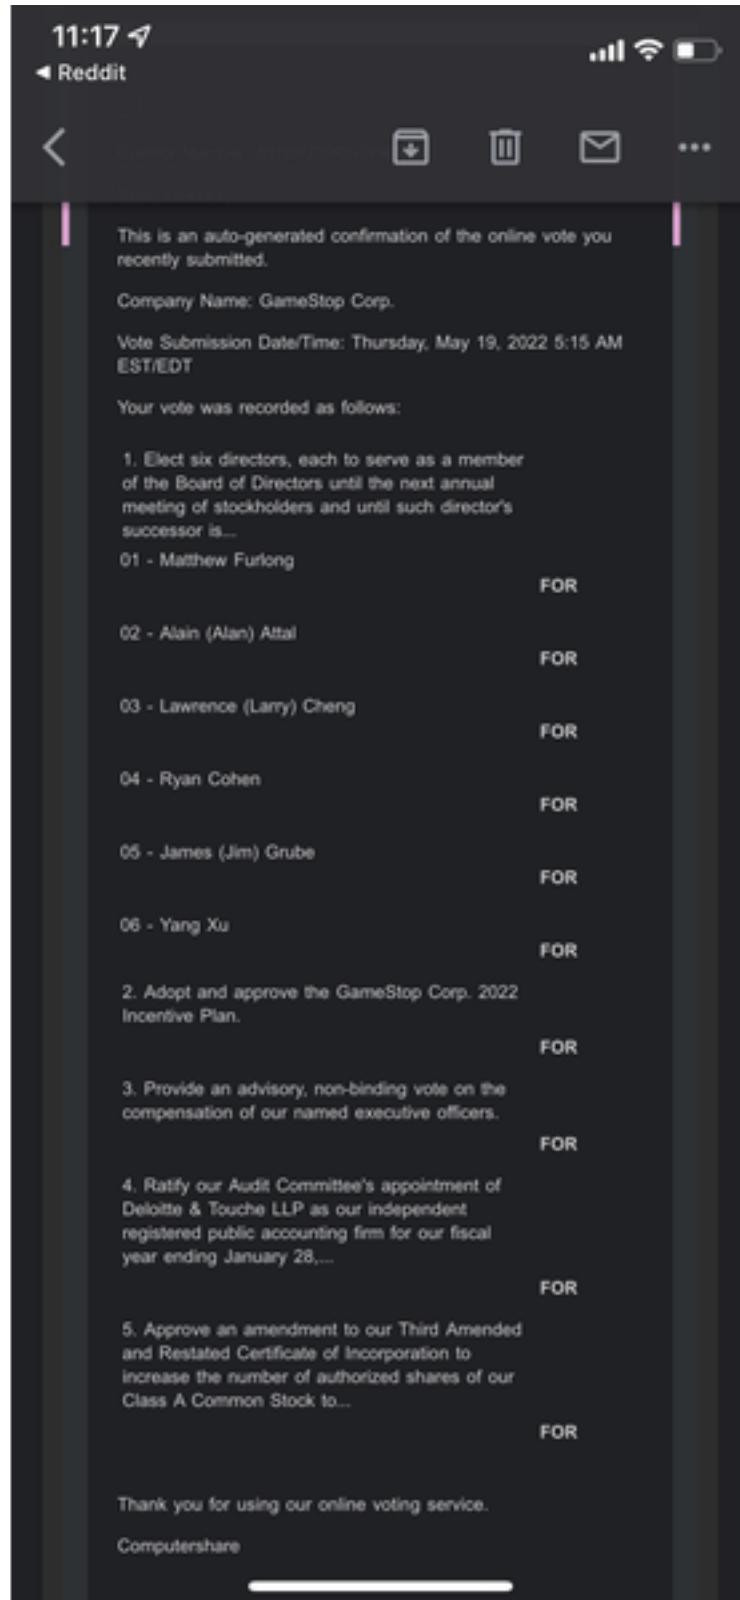 11:17
Reddit
This is an auto-generated confirmation of the online vote you
recently submitted.
Company Name: GameStop Corp.
Vote Submission Date/Time: Thursday, May 19, 2022 5:15 AM
EST/EDT
Your vote was recorded as follows:
1. Elect six directors, each to serve as a member
of the Board of Directors until the next annual
meeting of stockholders and until such director's
successor is...
01 - Matthew Furlong
FOR
02 - Alain (Alan) Attal
FOR
03 - Lawrence (Larry) Cheng
FOR
04 - Ryan Cohen
FOR
05 - James (Jim) Grube
FOR
06 - Yang Xu
FOR
2. Adopt and approve the GameStop Corp. 2022
Incentive Plan.
FOR
3. Provide an advisory, non-binding vote on the
compensation of our named executive officers.
FOR
4. Ratify our Audit Committee's appointment of
Deloitte & Touche LLP as our independent
registered public accounting firm for our fiscal
year ending January 28,...
FOR
5. Approve an amendment to our Third Amended
and Restated Certificate of Incorporation to
increase the number of authorized shares of our
Class A Common Stock to...
FOR
Thank you for using our online voting service.
Computershare